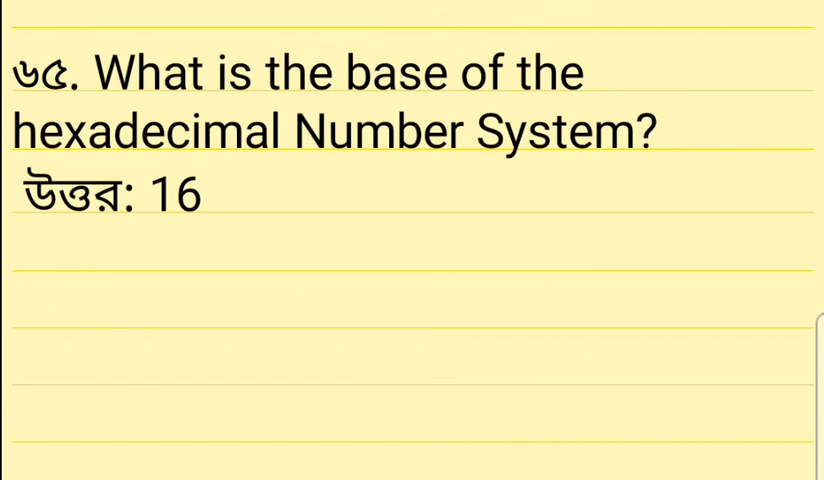 ৬৫. What is the base of the
hexadecimal Number System?
উত্তর: 16